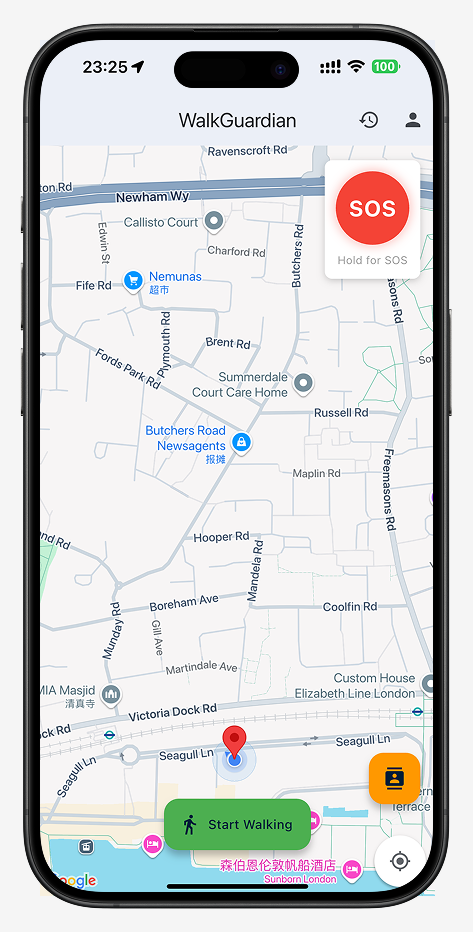 23:25
100
WalkGuardian
Ravenscroft Rd
ton Rd
Newham Wy
SOS
Hold for SOS
Callisto Court
Edwin St
Charford Rd
Butchers Rd
Nemunas
超市
Fife Rd
asons Rd
Plymouth Rd
Brent Rd
Fords Park Rd
Sou
Summerdale
Court Care Home
Russell Rd
Butchers Road
Newsagents
报摊
Freemasons Rd
Maplin Rd
nd Rd
Hooper Rd
Mandela Rd
Boreham Ave
Coolfin Rd
Munday Rd
Gill Ave
Martindale Ave
MIA Masjid
清真寺
Custom House
Elizabeth Line London
Victoria Dock Rd
ck Rd
Seagull Ln
Seagull Ln
Seagull Ln
Start Walking
ern
Terrace
森伯恩伦敦帆船酒店
Sunborn London
ogle